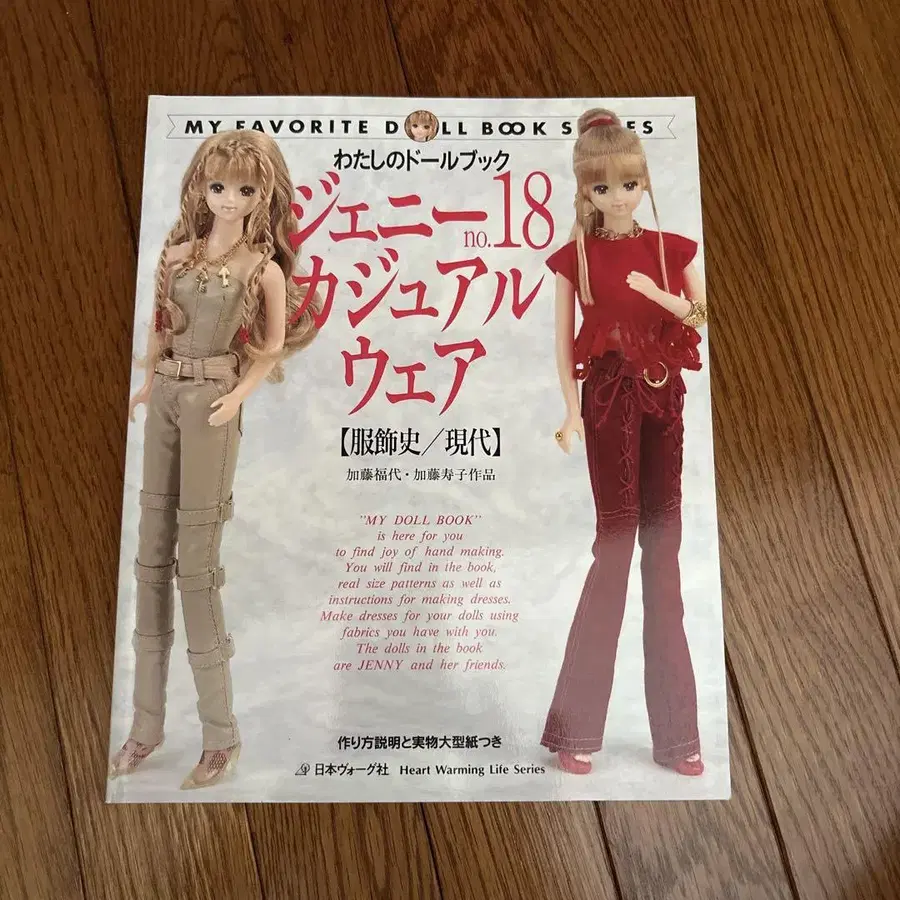 MY FAVORITE DOLL BOOK SERIES
わたしのドールブック
ジェニー no.18
カジュアル
ウェア
【服飾史／現代】
加藤福代・加藤寿子作品
"MY DOLL BOOK"
is here for you
to find joy of hand making.
You will find in the book,
real size patterns as well as
instructions for making dresses.
Make dresses for your dolls using
fabrics you have with you.
The dolls in the book
are JENNY and her friends.
作り方説明と実物大型紙つき
日本ヴォーグ社 Heart Warming Life Series